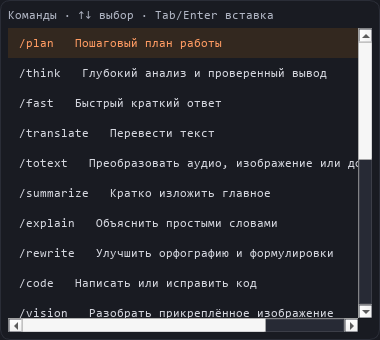 Команды · ↑↓ выбор · Tab/Enter вставка
/plan Пошаговый план работы
/think Глубокий анализ и проверенный вывод
/fast Быстрый краткий ответ
/translate Перевести текст
/totext Преобразовать аудио, изображение или до
/summarize Кратко изложить главное
/explain Объяснить простыми словами
/rewrite Улучшить орфографию и формулировки
/code Написать или исправить код
/vision Разобрать прикреплённое изображение